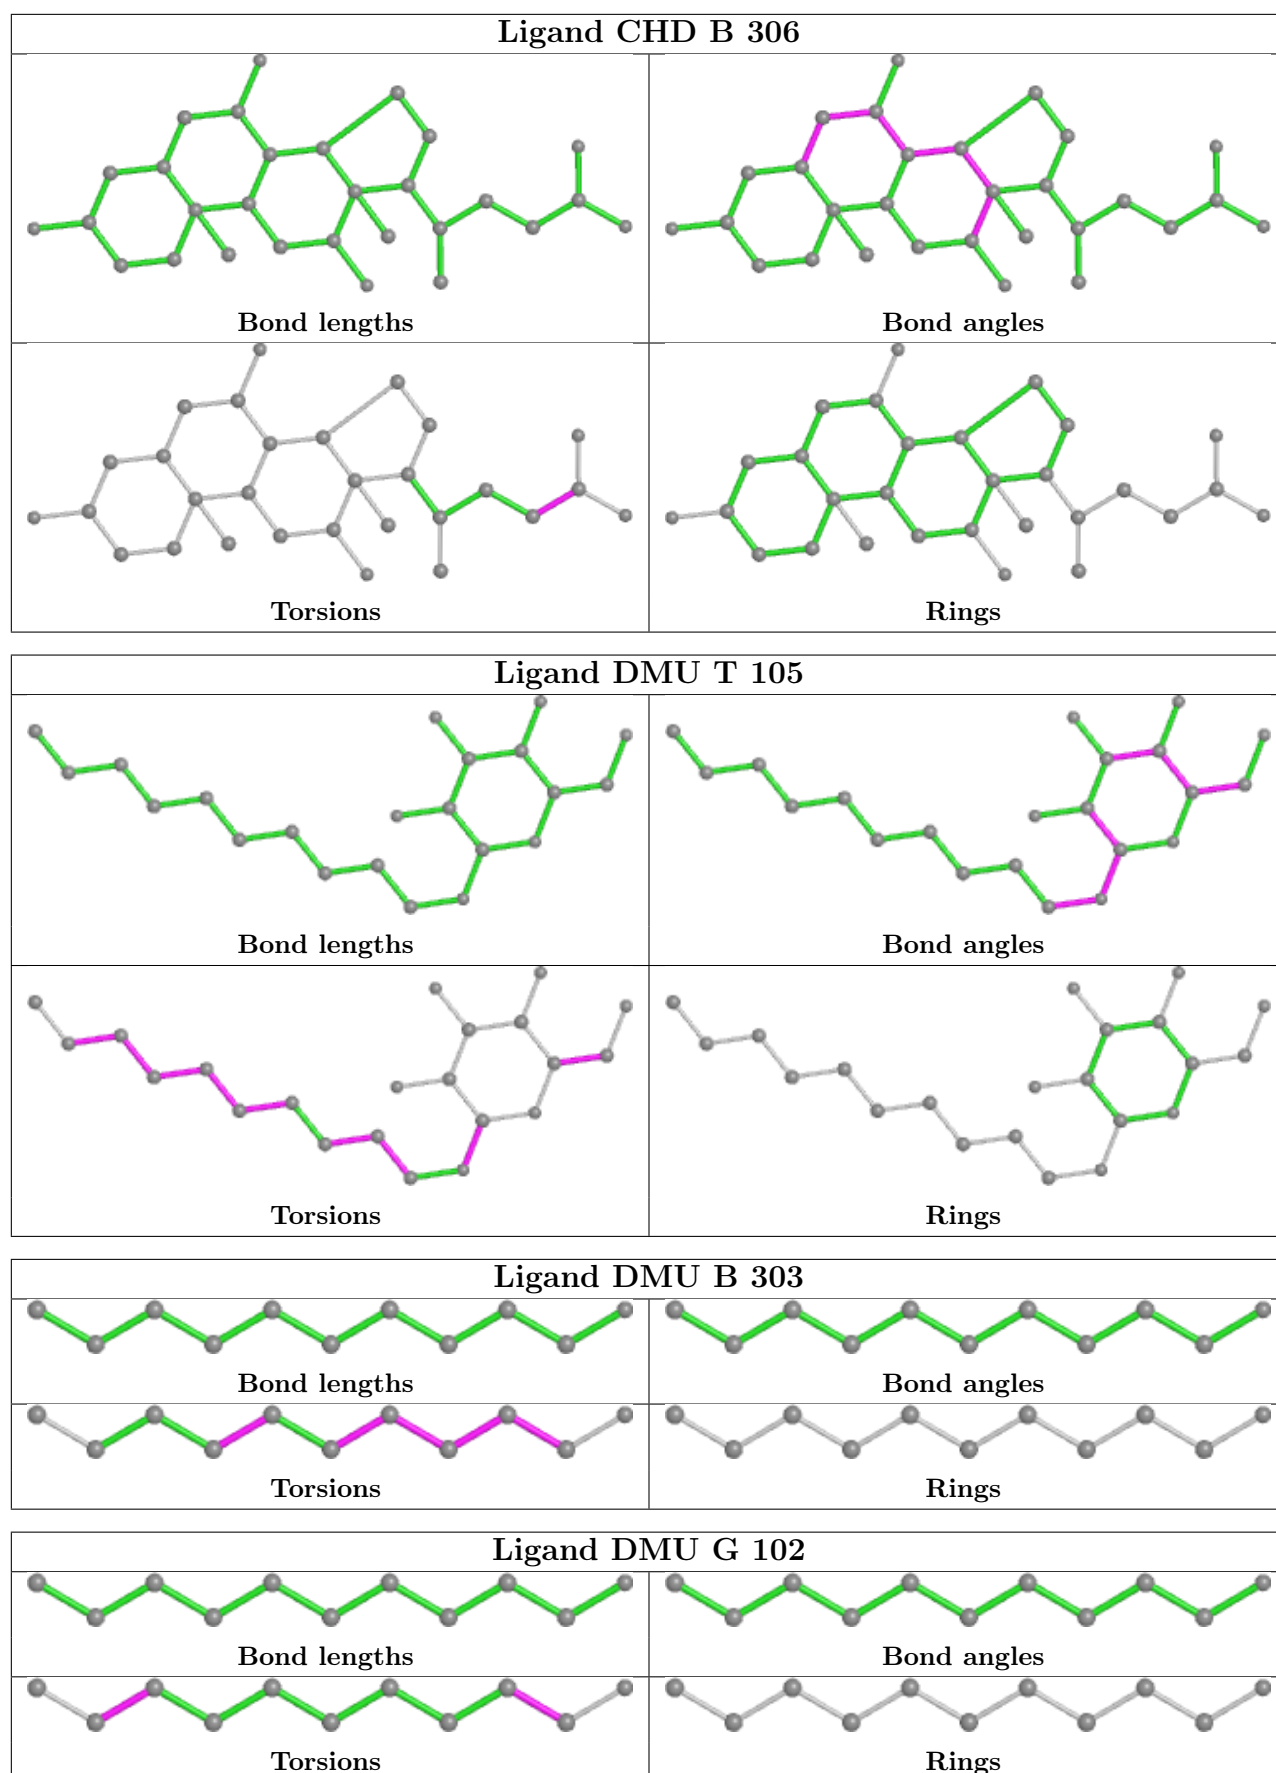 Ligand CHD B 306
Bond lengths
Bond angles
Torsions
Rings
Ligand DMU T 105
Bond lengths
Bond angles
Torsions
Rings
Ligand DMU B 303
Bond lengths
Bond angles
Torsions
Rings
Ligand DMU G 102
Bond lengths
Bond angles
Torsions
Rings